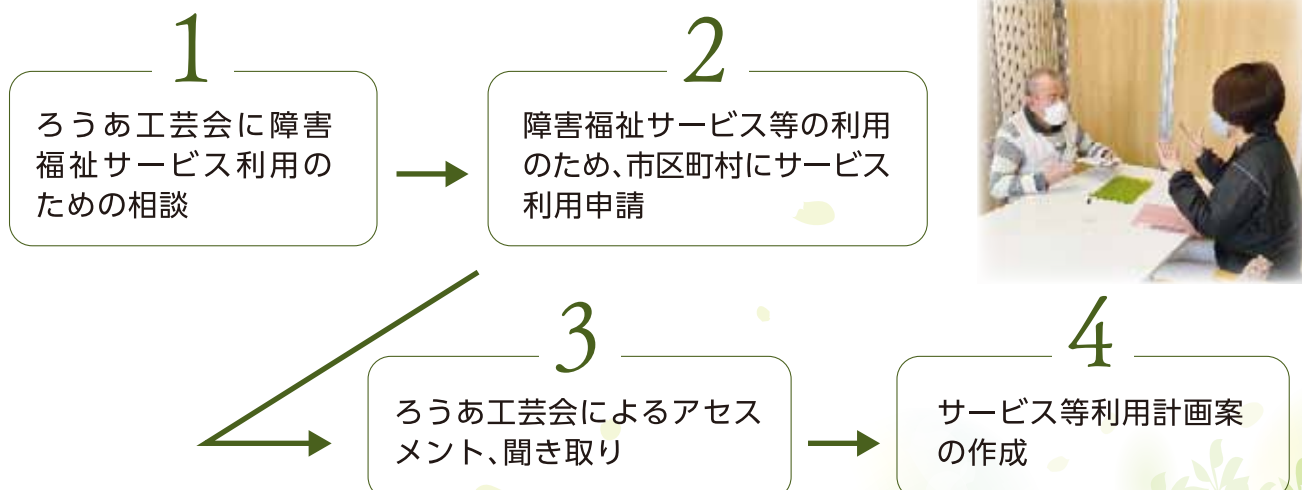 1
ろうあ工芸会に障害
福祉サービス利用の
ための相談
2
障害福祉サービス等の利用
のため、市区町村にサービス
利用申請
3
ろうあ工芸会によるアセス
メント、聞き取り
4
サービス等利用計画案
の作成